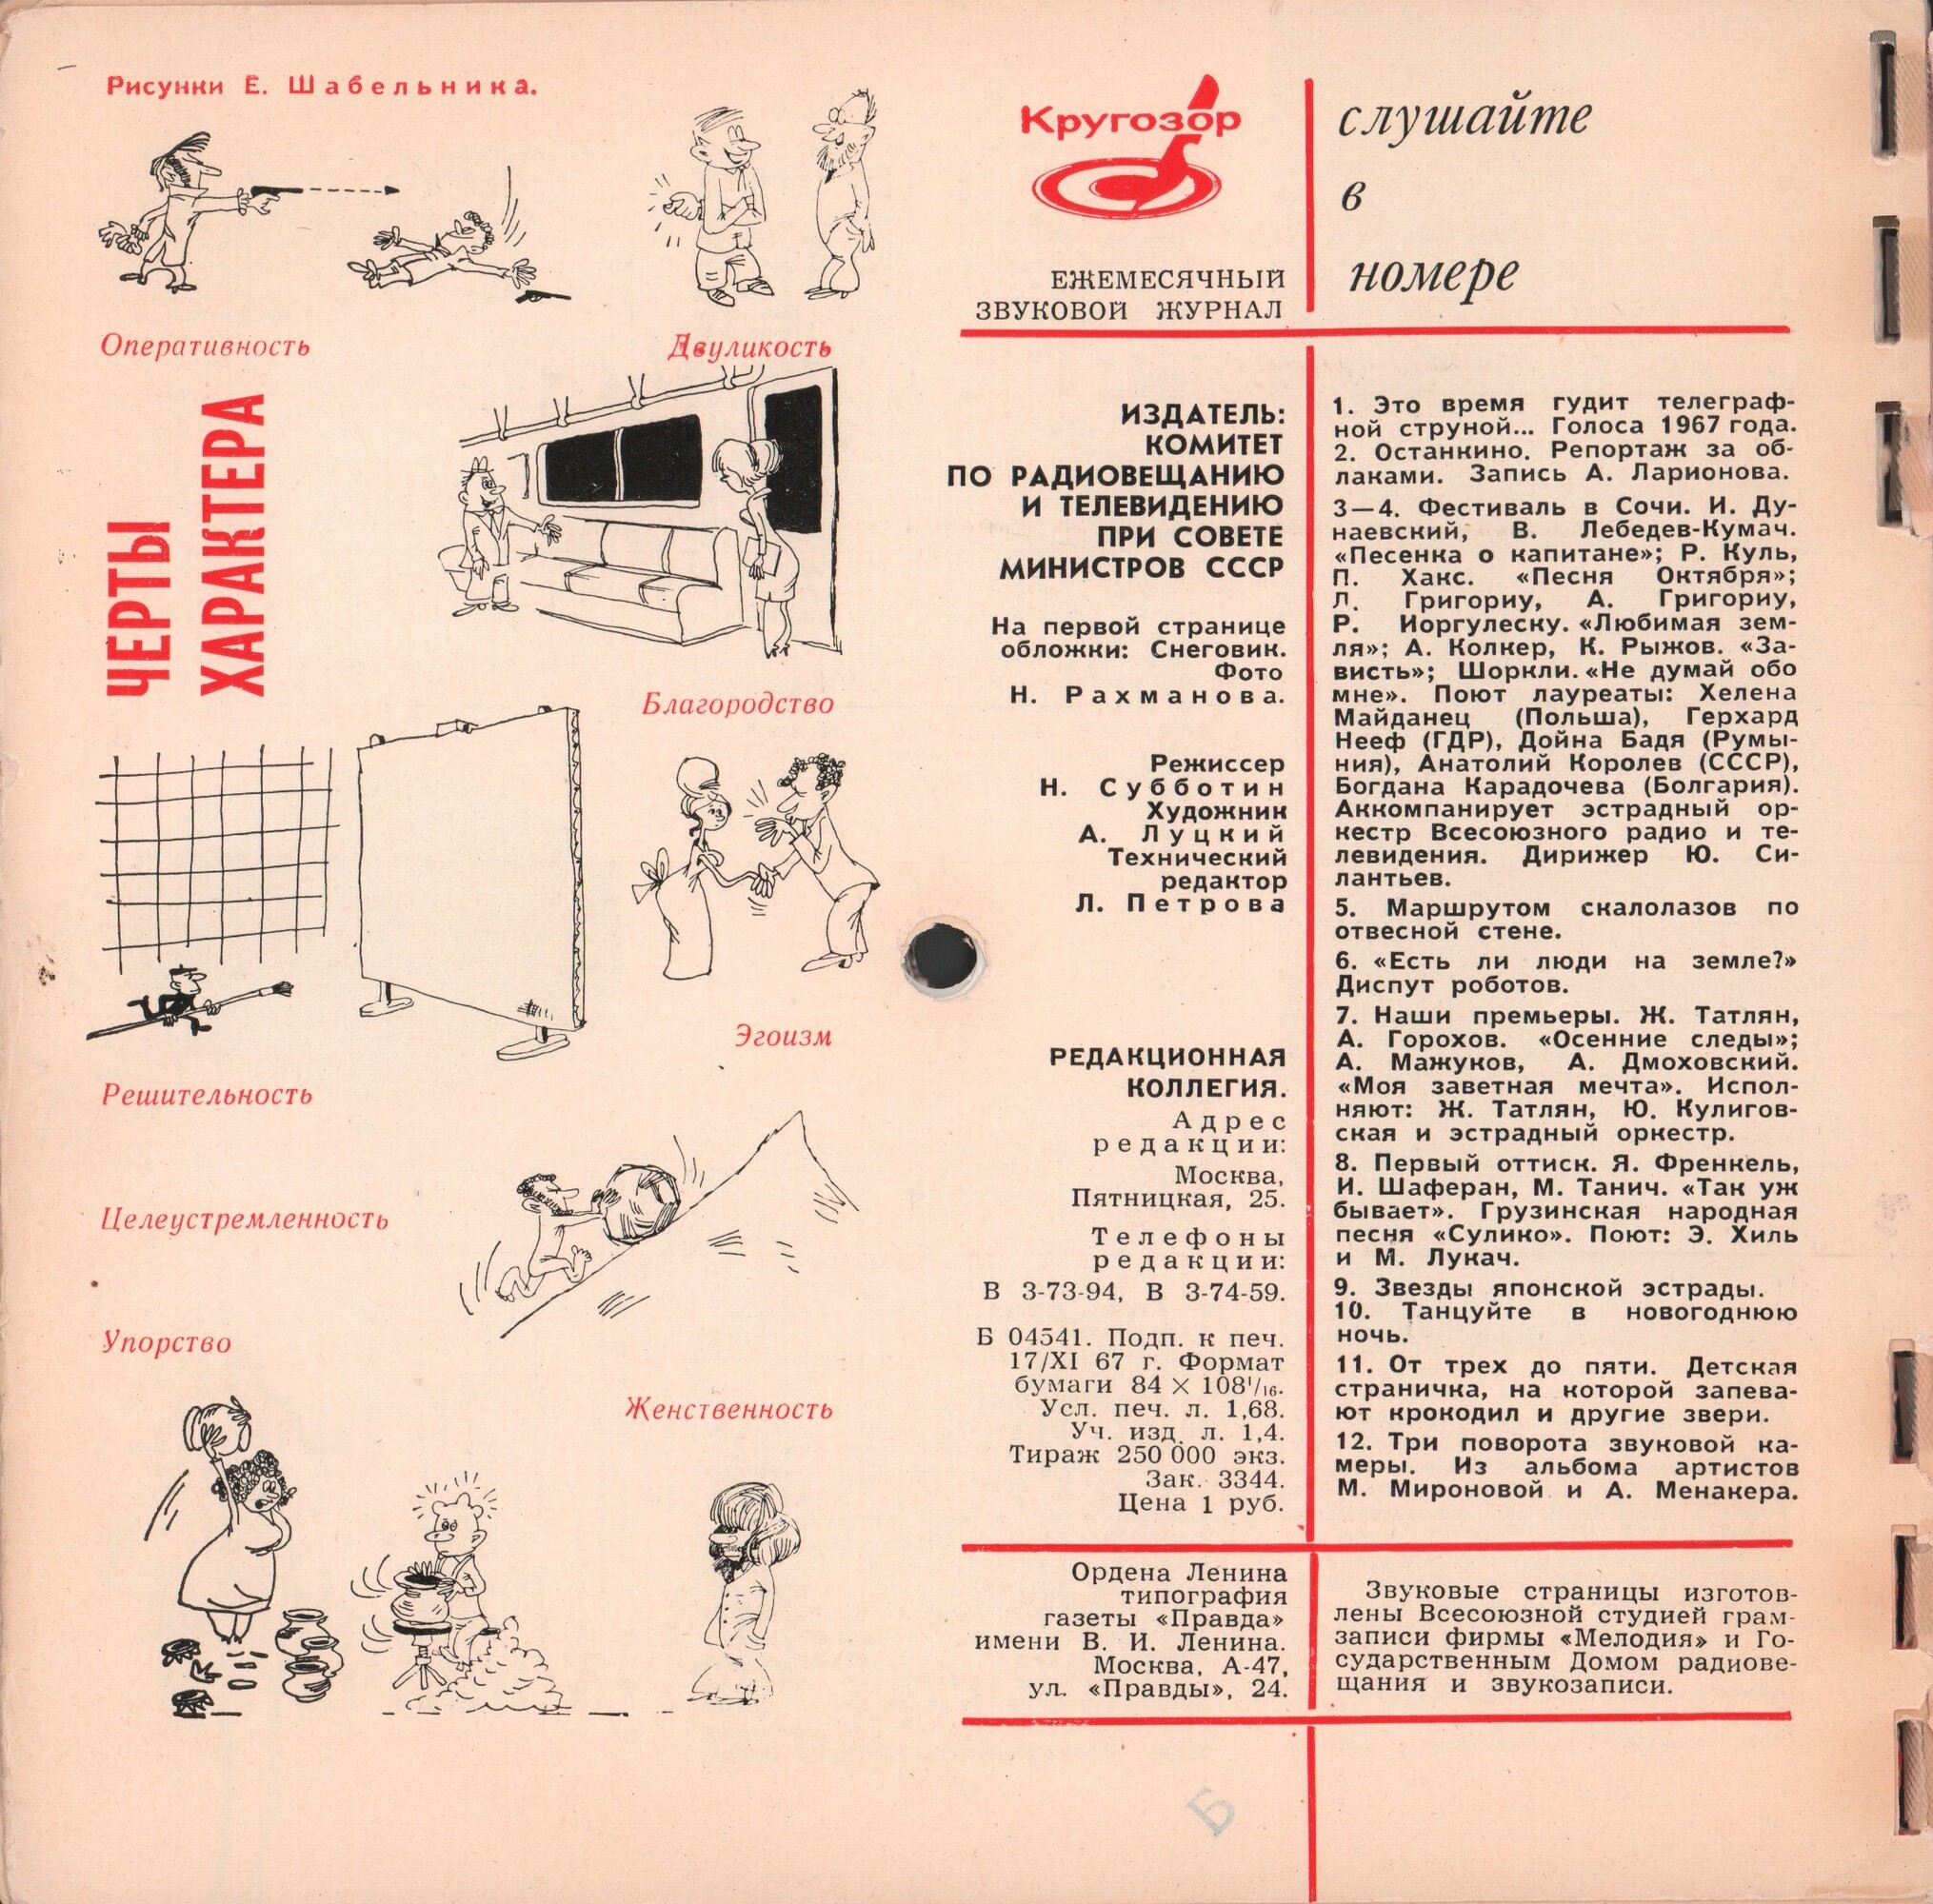 Рисунки Е. Шабельника.
Оперативность
Двуликость
ЧЕРТЫ
ХАРАКТЕРА
Благородство
Эгоизм
Решительность
Целеустремленность
Упорство
Женственность
Кругозор
ЕЖЕМЕСЯЧНЫЙ
ЗВУКОВОЙ ЖУРНАЛ
ИЗДАТЕЛЬ:
КОМИТЕТ
ПО РАДИОВЕЩАНИЮ
И ТЕЛЕВИДЕНИЮ
ПРИ СОВЕТЕ
МИНИСТРОВ СССР
На первой странице
обложки: Снеговик.
Фото
Н. Рахманова.
Режиссер
Н. Субботин
Художник
А. Луцкий
Технический
редактор
Л. Петрова
РЕДАКЦИОННАЯ
КОЛЛЕГИЯ.
Адрес
редакции:
Москва,
Пятницкая, 25.
Телефоны
редакции:
В 3-73-94, В 3-74-59.
Б 04541. Подп. к печ.
17/XI 67 г. Формат
бумаги 84 × 108¹/₁₆.
Усл. печ. л. 1,68.
Уч. изд. л. 1,4.
Тираж 250 000 экз.
Зак. 3344.
Цена 1 руб.
Ордена Ленина
типография
газеты «Правда»
имени В. И. Ленина.
Москва, А-47,
ул. «Правды», 24.
слушайте
в
номере
1. Это время гудит телеграф-
ной струной... Голоса 1967 года.
2. Останкино. Репортаж за об-
лаками. Запись А. Ларионова.
3—4. Фестиваль в Сочи. И. Ду-
наевский, В. Лебедев-Кумач.
«Песенка о капитане»; Р. Куль,
П. Хакс. «Песня Октября»;
Л. Григориу, А. Григориу,
Р. Йоргулеску. «Любимая зем-
ля»; А. Колкер, К. Рыжов. «За-
висть»; Шоркли. «Не думай обо
мне». Поют лауреаты: Хелена
Майданец (Польша), Герхард
Нееф (ГДР), Дойна Бадя (Румы-
ния), Анатолий Королев (СССР),
Богдана Карадочева (Болгария).
Аккомпанирует эстрадный ор-
кестр Всесоюзного радио и те-
левидения. Дирижер Ю. Си-
лантьев.
5. Маршрутом скалолазов по
отвесной стене.
6. «Есть ли люди на земле?»
Диспут роботов.
7. Наши премьеры. Ж. Татлян,
А. Горохов. «Осенние следы»;
А. Мажуков, А. Дмоховский.
«Моя заветная мечта». Испол-
няют: Ж. Татлян, Ю. Кулигов-
ская и эстрадный оркестр.
8. Первый оттиск. Я. Френкель,
И. Шаферан, М. Танич. «Так уж
бывает». Грузинская народная
песня «Сулико». Поют: Э. Хиль
и М. Лукач.
9. Звезды японской эстрады.
10. Танцуйте в новогоднюю
ночь.
11. От трех до пяти. Детская
страничка, на которой запева-
ют крокодил и другие звери.
12. Три поворота звуковой ка-
меры. Из альбома артистов
М. Мироновой и А. Менакера.
Звуковые страницы изготов-
лены Всесоюзной студией грам-
записи фирмы «Мелодия» и Го-
сударственным Домом радиове-
щания и звукозаписи.
Б